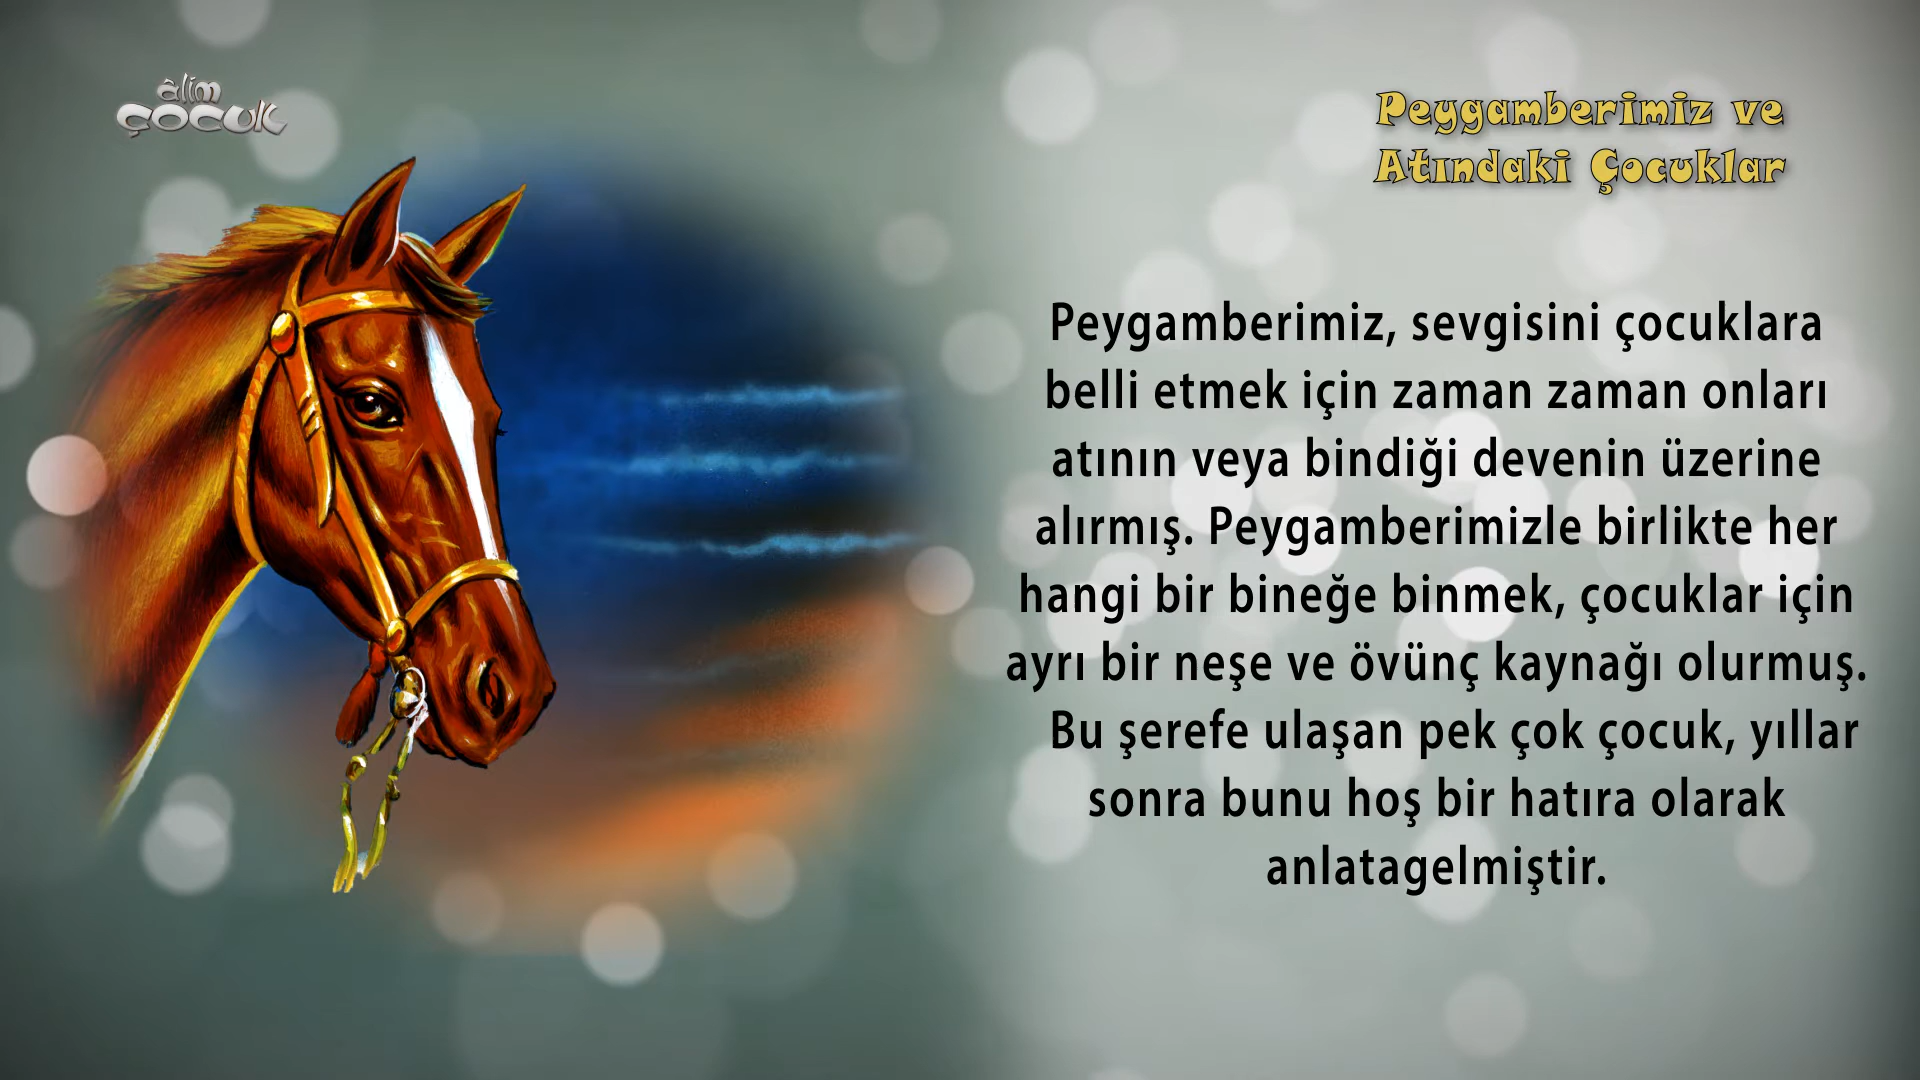 âlim
çocuk
Peygamberimiz ve
Atındaki Çocuklar
Peygamberimiz, sevgisini çocuklara
belli etmek için zaman zaman onları
atının veya bindiği devenin üzerine
alırmış. Peygamberimizle birlikte her
hangi bir bineğe binmek, çocuklar için
ayrı bir neşe ve övünç kaynağı olurmuş.
Bu şerefe ulaşan pek çok çocuk, yıllar
sonra bunu hoş bir hatıra olarak
anlatagelmiştir.